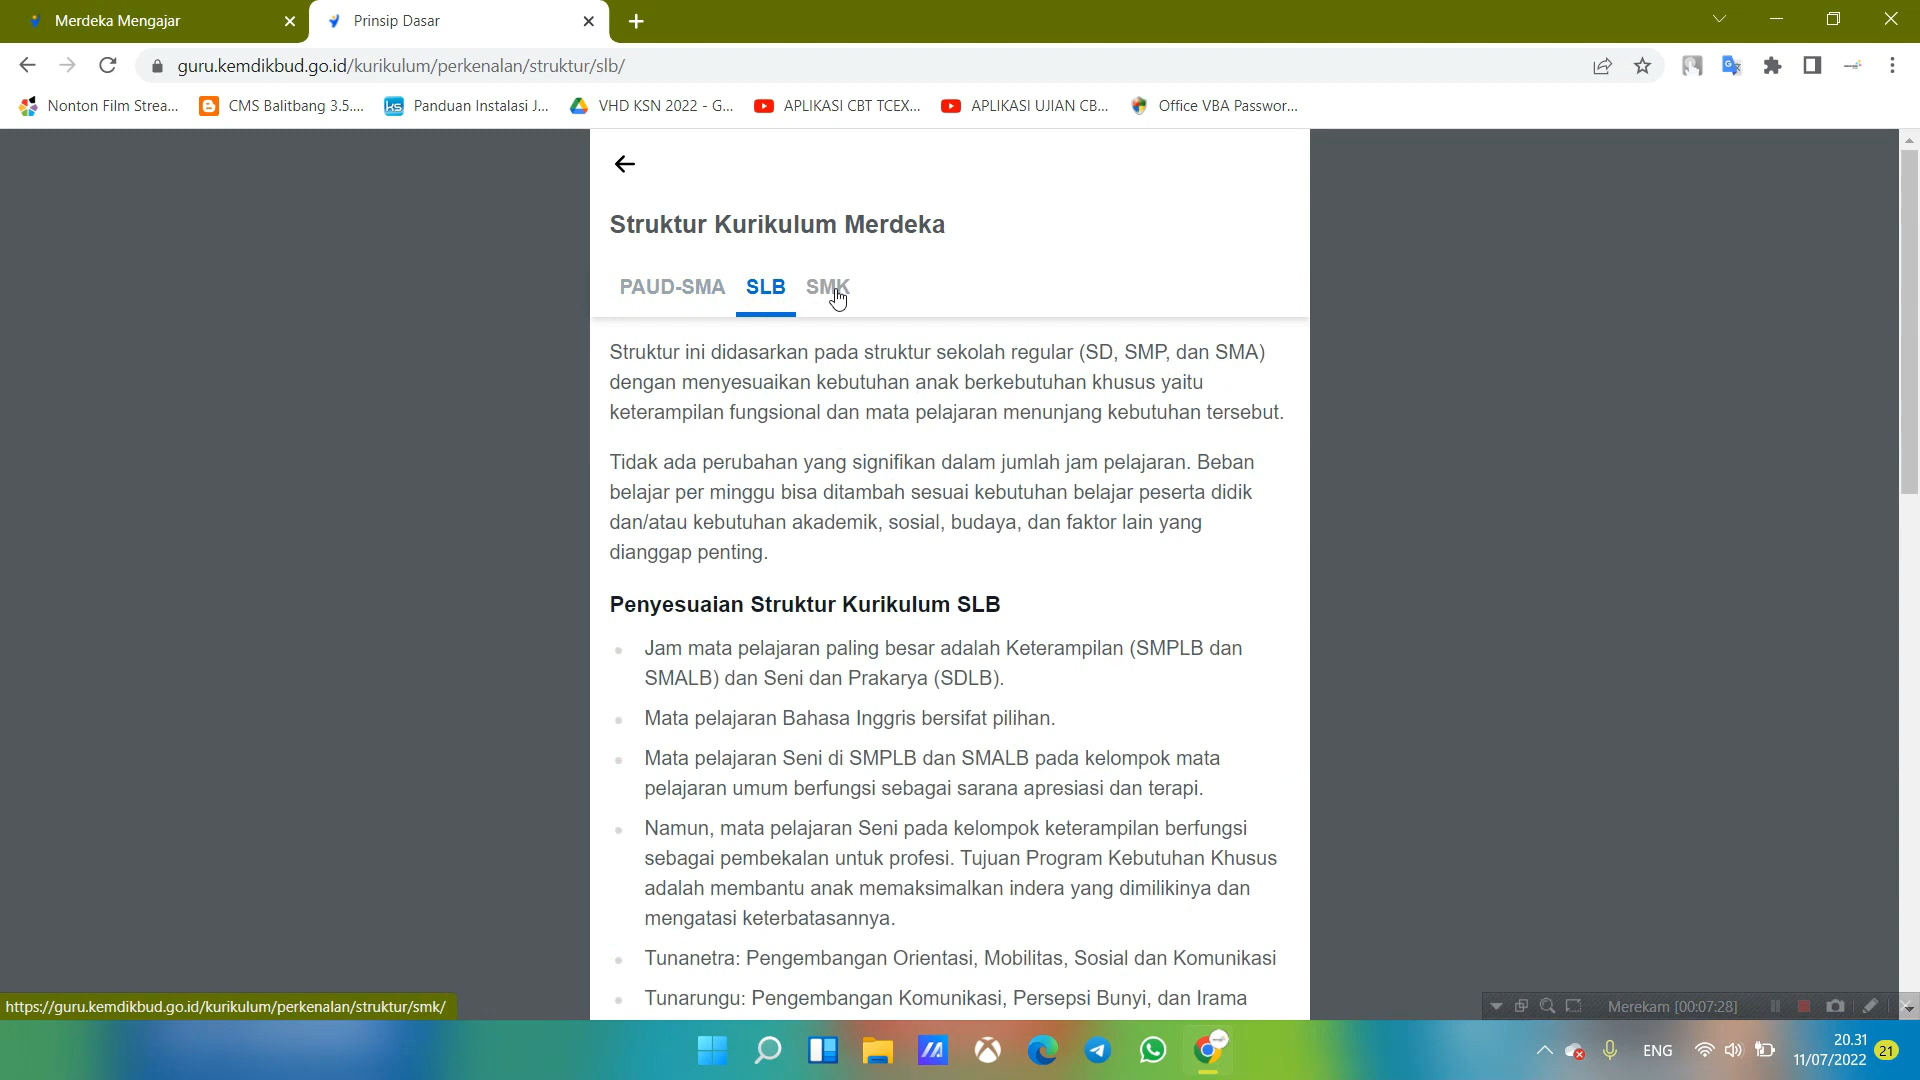 Merdeka Mengajar
Prinsip Dasar
guru.kemdikbud.go.id/kurikulum/perkenalan/struktur/slb/
Nonton Film Strea...
CMS Balitbang 3.5....
Panduan Instalasi J...
VHD KSN 2022 - G...
APLIKASI CBT TCEX...
APLIKASI UJIAN CB...
Office VBA Passwor...
Struktur Kurikulum Merdeka
PAUD-SMA SLB SMK
Struktur ini didasarkan pada struktur sekolah regular (SD, SMP, dan SMA)
dengan menyesuaikan kebutuhan anak berkebutuhan khusus yaitu
keterampilan fungsional dan mata pelajaran menunjang kebutuhan tersebut.
Tidak ada perubahan yang signifikan dalam jumlah jam pelajaran. Beban
belajar per minggu bisa ditambah sesuai kebutuhan belajar peserta didik
dan/atau kebutuhan akademik, sosial, budaya, dan faktor lain yang
dianggap penting.
Penyesuaian Struktur Kurikulum SLB
Jam mata pelajaran paling besar adalah Keterampilan (SMPLB dan
SMALB) dan Seni dan Prakarya (SDLB).
Mata pelajaran Bahasa Inggris bersifat pilihan.
Mata pelajaran Seni di SMPLB dan SMALB pada kelompok mata
pelajaran umum berfungsi sebagai sarana apresiasi dan terapi.
Namun, mata pelajaran Seni pada kelompok keterampilan berfungsi
sebagai pembekalan untuk profesi. Tujuan Program Kebutuhan Khusus
adalah membantu anak memaksimalkan indera yang dimilikinya dan
mengatasi keterbatasannya.
Tunanetra: Pengembangan Orientasi, Mobilitas, Sosial dan Komunikasi
Tunarungu: Pengembangan Komunikasi, Persepsi Bunyi, dan Irama
https://guru.kemdikbud.go.id/kurikulum/perkenalan/struktur/smk/
Merekam [00:07:28]
ENG
20.31
11/07/2022
21